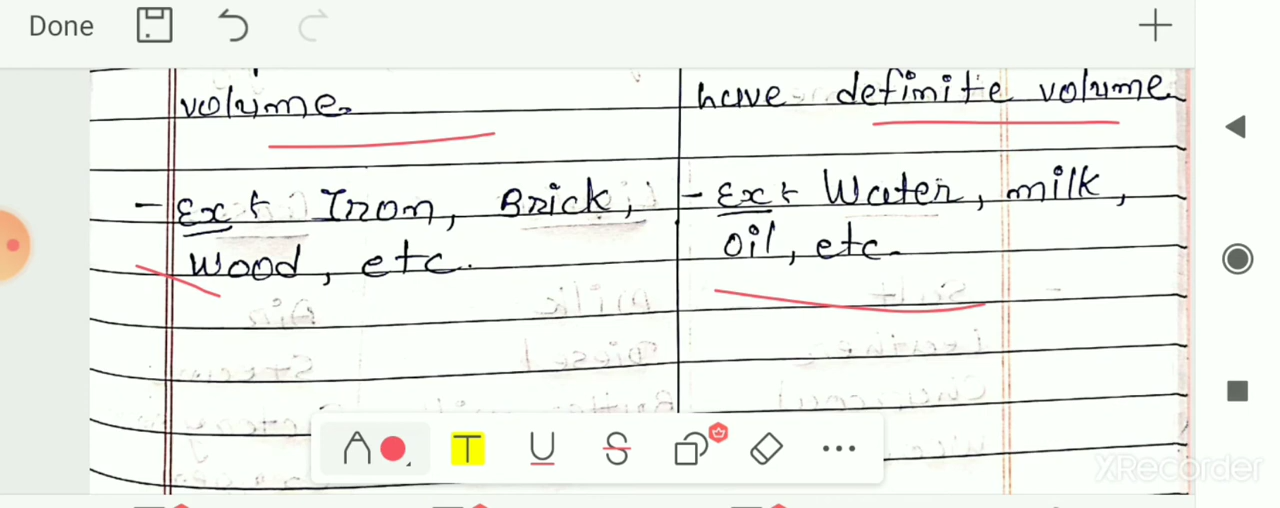 Done
volume.
have definite volume.
- Ex: Iron, Brick,
wood, etc.
- Ex: Water, milk,
oil, etc.
A T U S
XRecorder